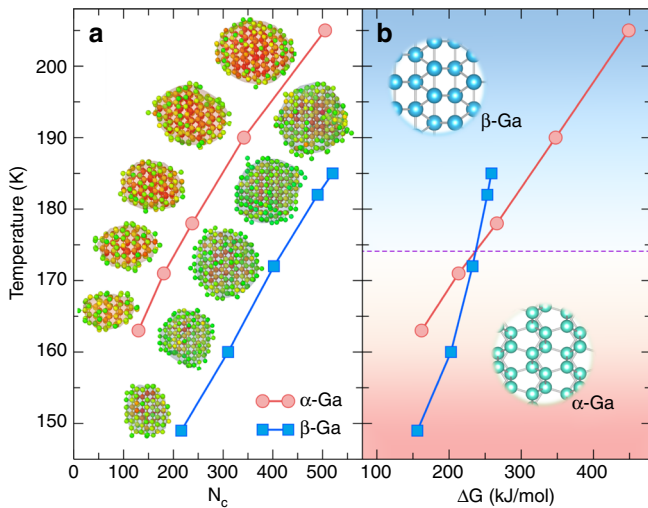 a
b
Temperature (K)
200
190
180
170
160
150
β-Ga
α-Ga
α-Ga
β-Ga
0 100 200 300 400 500
100 200 300 400
N_c
ΔG (kJ/mol)